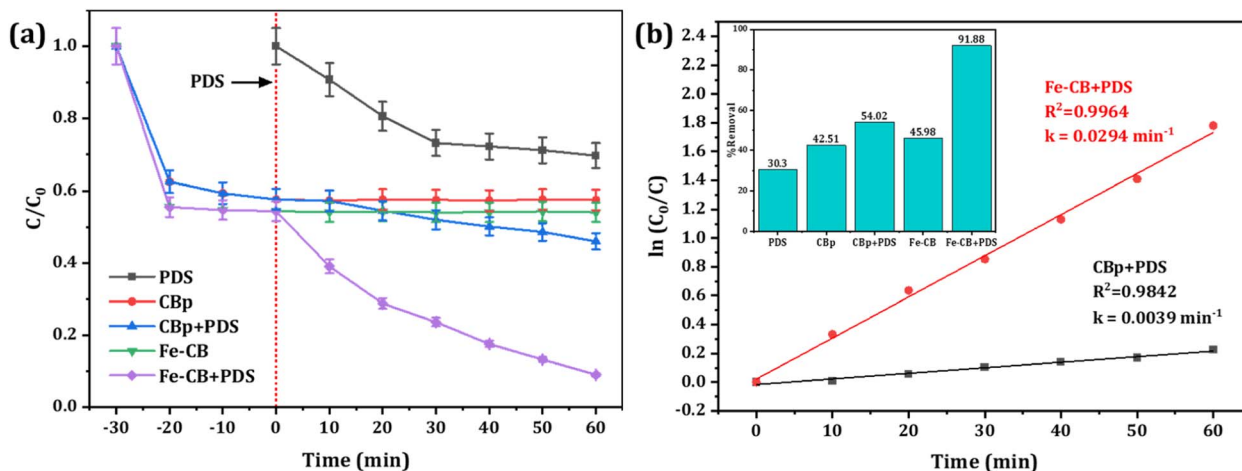 (a)
C/C0
1.0
0.8
0.6
0.4
0.2
0.0
PDS
PDS
CBp
CBp+PDS
Fe-CB
Fe-CB+PDS
-30 -20 -10 0 10 20 30 40 50 60
Time (min)
(b)
ln (C0/C)
2.4
2.2
2.0
1.8
1.6
1.4
1.2
1.0
0.8
0.6
0.4
0.2
0.0
-0.2
%Removal
100
80
60
40
20
0
30.3
42.51
54.02
45.98
91.88
PDS CBp CBp+PDS Fe-CB Fe-CB+PDS
Fe-CB+PDS
R²=0.9964
k = 0.0294 min⁻¹
CBp+PDS
R²=0.9842
k = 0.0039 min⁻¹
0 10 20 30 40 50 60
Time (min)